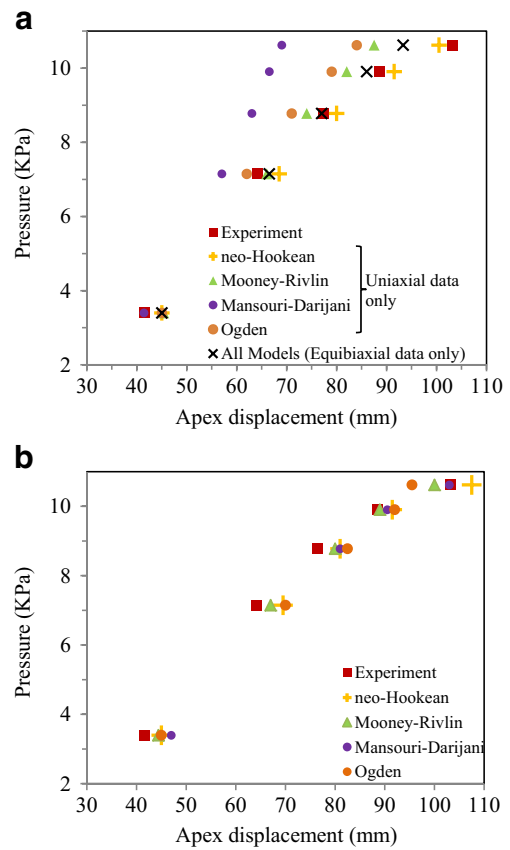 a
10
8
6
4
2
Pressure (KPa)
Experiment
neo-Hookean
Mooney-Rivlin
Mansouri-Darijani
Ogden
Uniaxial data
only
All Models (Equibiaxial data only)
30 40 50 60 70 80 90 100 110
Apex displacement (mm)
b
10
8
6
4
2
Pressure (KPa)
Experiment
neo-Hookean
Mooney-Rivlin
Mansouri-Darijani
Ogden
30 40 50 60 70 80 90 100 110
Apex displacement (mm)